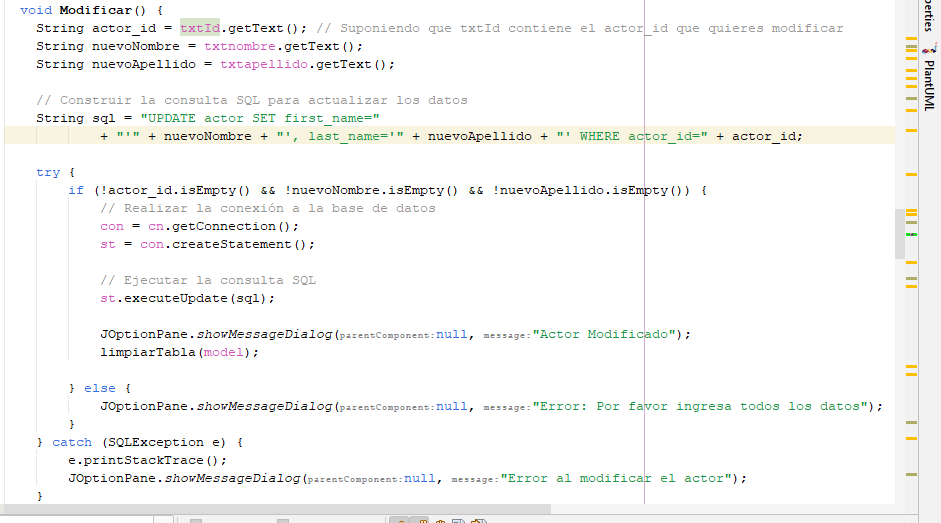 void Modificar() {
String actor_id = txtId.getText(); // Suponiendo que txtId contiene el actor_id que quieres modificar
String nuevoNombre = txtnombre.getText();
String nuevoApellido = txtapellido.getText();
// Construir la consulta SQL para actualizar los datos
String sql = "UPDATE actor SET first_name="
+ "'" + nuevoNombre + "', last_name='" + nuevoApellido + "' WHERE actor_id=" + actor_id;
try {
if (!actor_id.isEmpty() && !nuevoNombre.isEmpty() && !nuevoApellido.isEmpty()) {
// Realizar la conexión a la base de datos
con = cn.getConnection();
st = con.createStatement();
// Ejecutar la consulta SQL
st.executeUpdate(sql);
JOptionPane.showMessageDialog(parentComponent:null, message:"Actor Modificado");
limpiarTabla(model);
} else {
JOptionPane.showMessageDialog(parentComponent:null, message:"Error: Por favor ingresa todos los datos");
}
} catch (SQLException e) {
e.printStackTrace();
JOptionPane.showMessageDialog(parentComponent:null, message:"Error al modificar el actor");
}
PlantUML